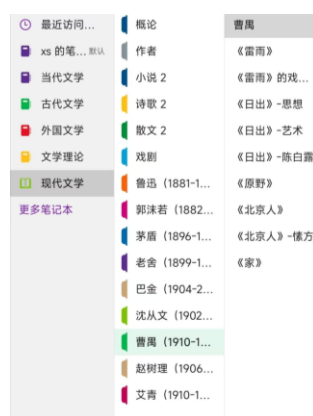 最近访问...
xs 的笔... 默认
当代文学
古代文学
外国文学
文学理论
现代文学
更多笔记本
概论
作者
小说 2
诗歌 2
散文 2
戏剧
鲁迅（1881-1...
郭沫若（1882...
茅盾（1896-1...
老舍（1899-1...
巴金（1904-2...
沈从文（1902...
曹禺（1910-1...
赵树理（1906...
艾青（1910-1...
曹禺
《雷雨》
《雷雨》的戏...
《日出》-思想
《日出》-艺术
《日出》-陈白露
《原野》
《北京人》
《北京人》-愫方
《家》